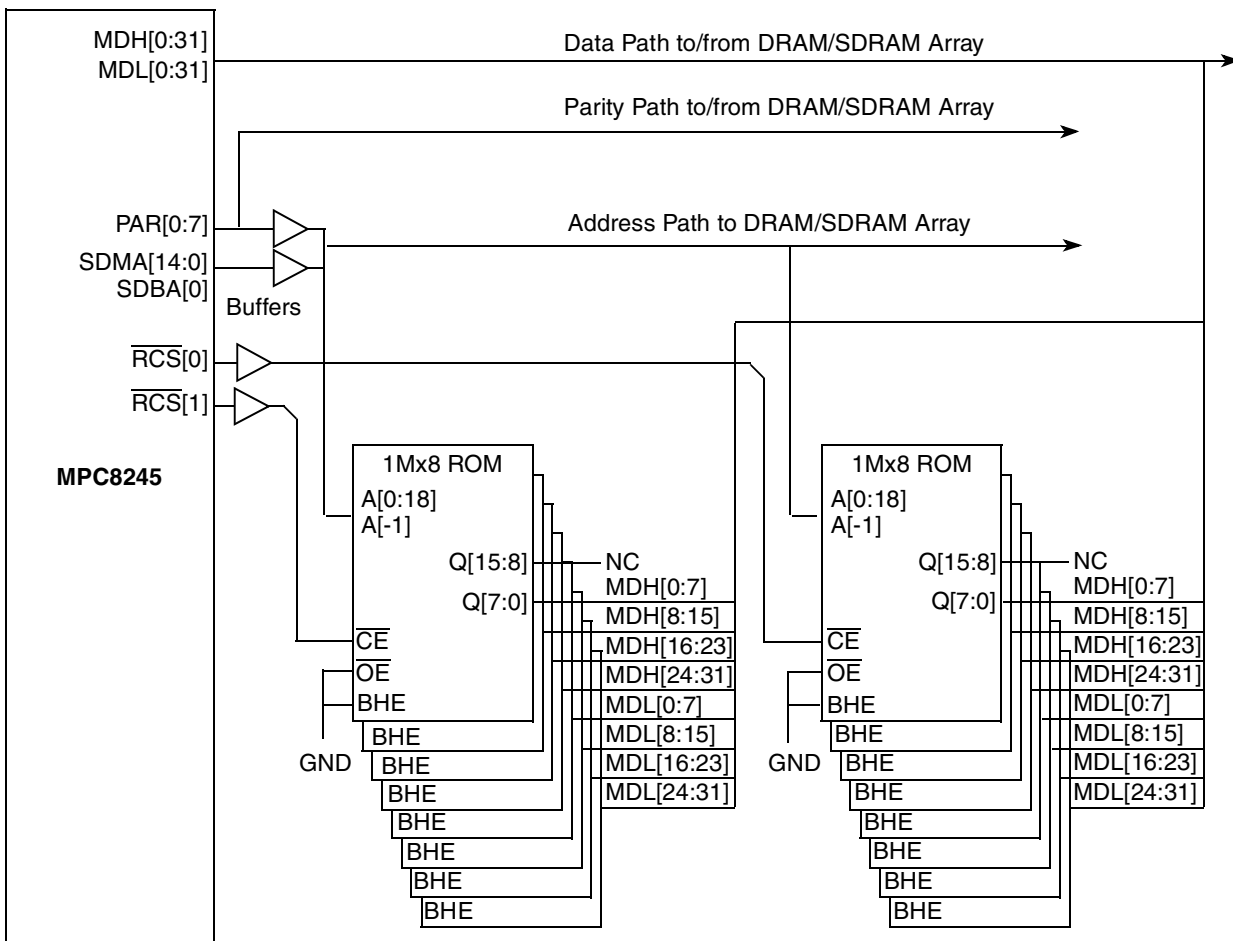 MDH[0:31]
MDL[0:31]
Data Path to/from DRAM/SDRAM Array
Parity Path to/from DRAM/SDRAM Array
PAR[0:7]
SDMA[14:0]
SDBA[0]
Address Path to DRAM/SDRAM Array
Buffers
RCS[0]
RCS[1]
MPC8245
1Mx8 ROM
A[0:18]
A[-1]
Q[15:8]
Q[7:0]
CE
OE
BHE
GND
BHE
BHE
BHE
BHE
BHE
BHE
BHE
NC
MDH[0:7]
MDH[8:15]
MDH[16:23]
MDH[24:31]
MDL[0:7]
MDL[8:15]
MDL[16:23]
MDL[24:31]
1Mx8 ROM
A[0:18]
A[-1]
Q[15:8]
Q[7:0]
CE
OE
BHE
GND
BHE
BHE
BHE
BHE
BHE
BHE
BHE
NC
MDH[0:7]
MDH[8:15]
MDH[16:23]
MDH[24:31]
MDL[0:7]
MDL[8:15]
MDL[16:23]
MDL[24:31]